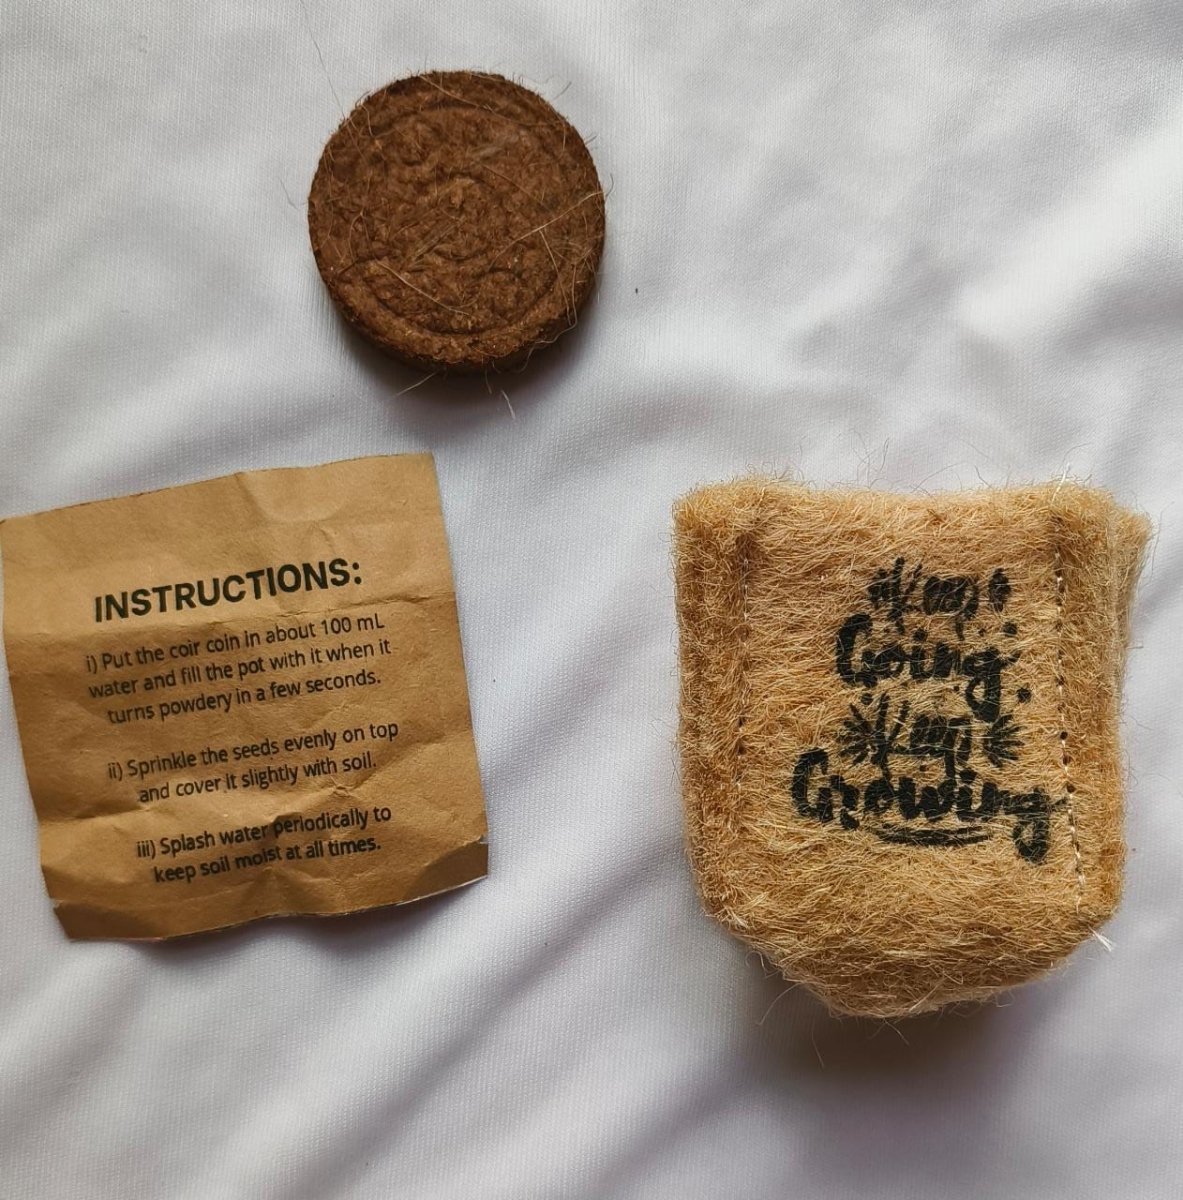 INSTRUCTIONS:
i) Put the coir coin in about 100 mL
water and fill the pot with it when it
turns powdery in a few seconds.
ii) Sprinkle the seeds evenly on top
and cover it slightly with soil.
iii) Splash water periodically to
keep soil moist at all times.
Keep
Going
Keep
Growing